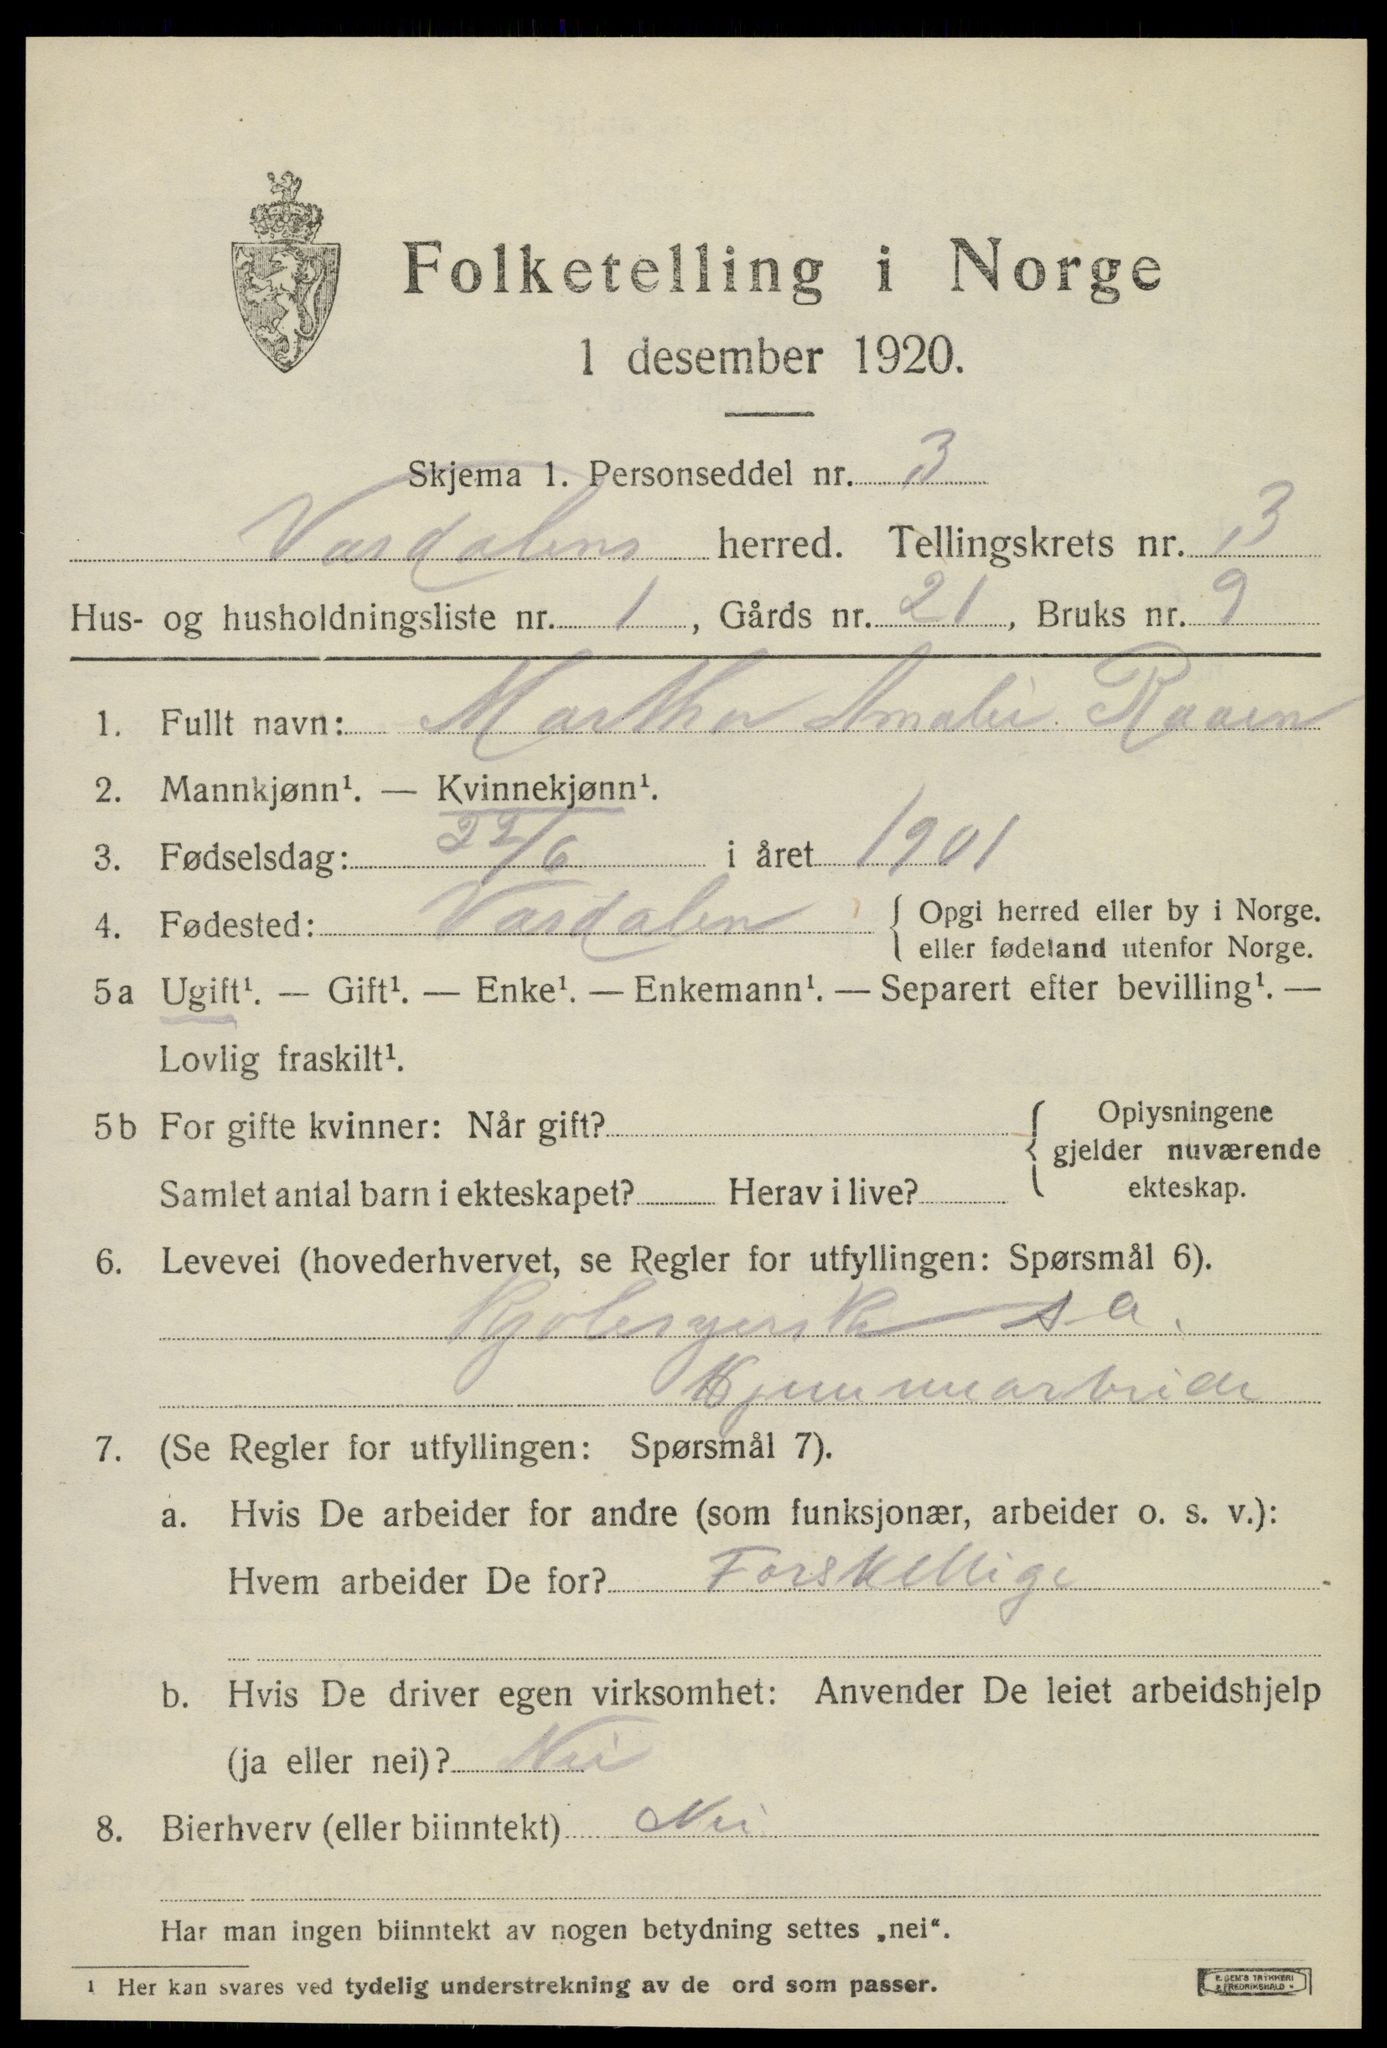 Folketelling i Norge
1 desember 1920.
Skjema 1. Personseddel nr. 3
Værdalens herred. Tellingskrets nr. 3
Hus- og husholdningsliste nr. 1, Gårds nr. 21, Bruks nr. 9
1. Fullt navn: Martha Amalie Raaen
2. Mannkjønn¹. — Kvinnekjønn¹.
3. Fødselsdag: 22/6 i året 1901
4. Fødested: Værdalen { Opgi herred eller by i Norge.
eller fødeland utenfor Norge.
5a Ugift¹. — Gift¹. — Enke¹. — Enkemann¹. — Separert efter bevilling¹. —
Lovlig fraskilt¹.
5b For gifte kvinner: Når gift? { Oplysningene
gjelder nuværende
Samlet antal barn i ekteskapet? Herav i live? ekteskap.
6. Levevei (hovederhvervet, se Regler for utfyllingen: Spørsmål 6).
s a.
Hjemmearbeide
7. (Se Regler for utfyllingen: Spørsmål 7).
a. Hvis De arbeider for andre (som funksjonær, arbeider o. s. v.):
Hvem arbeider De for? Forskellige
b. Hvis De driver egen virksomhet: Anvender De leiet arbeidshjelp
(ja eller nei)? Nei
8. Bierhverv (eller biinntekt) Nei
Har man ingen biinntekt av nogen betydning settes „nei“.
¹ Her kan svares ved tydelig understrekning av de ord som passer.
E. SEM'S TRYKKERI
FREDRIKSHALD